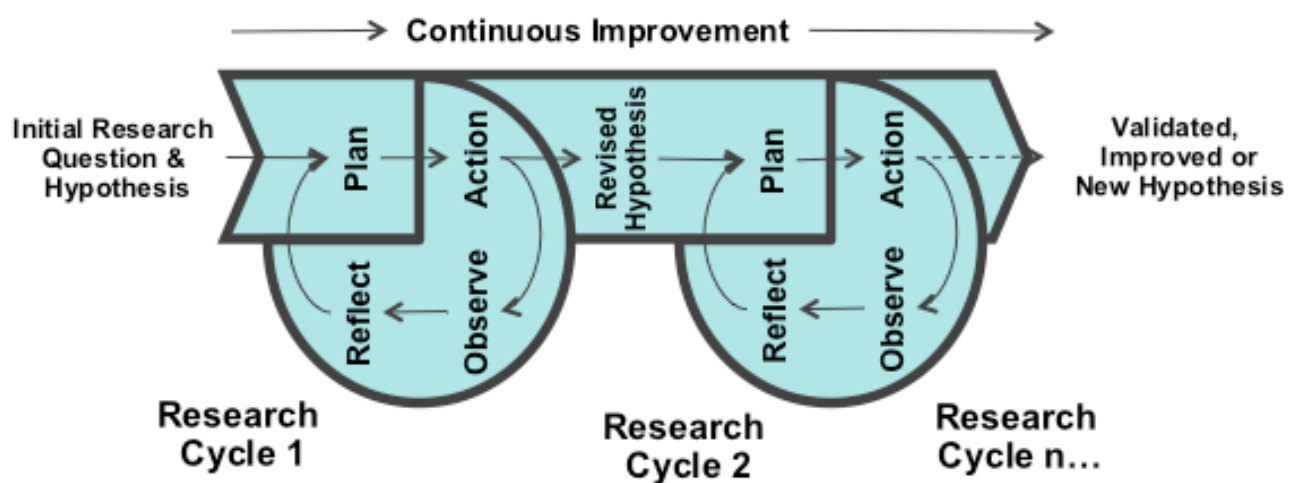 Continuous Improvement
Initial Research
Question &
Hypothesis
Plan
Action
Observe
Reflect
Revised
Hypothesis
Plan
Action
Observe
Reflect
Validated,
Improved or
New Hypothesis
Research
Cycle 1
Research
Cycle 2
Research
Cycle n...